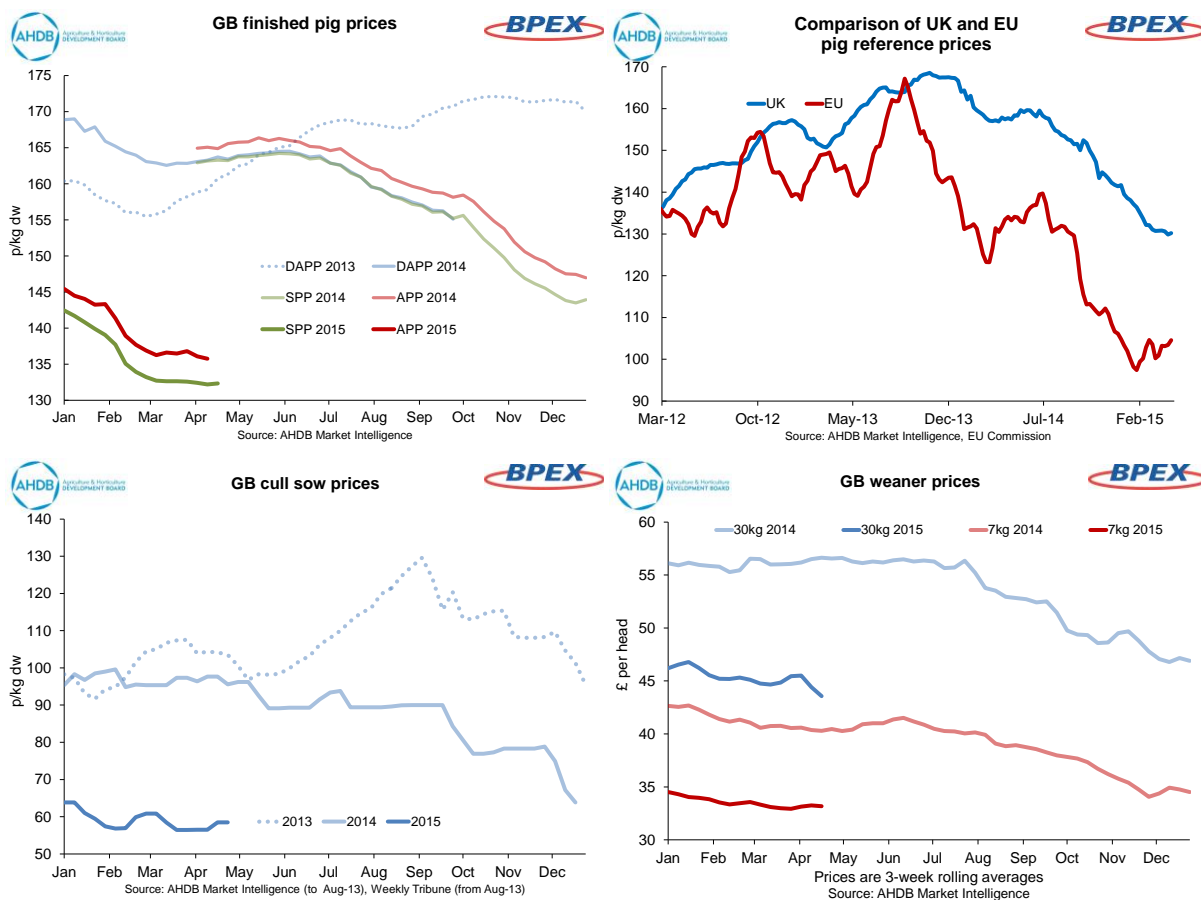 AHDB
Agriculture & Horticulture
DEVELOPMENT BOARD
GB finished pig prices
BPEX
175
170
165
160
155
150
145
140
135
130
p/kg dw
DAPP 2013
DAPP 2014
SPP 2014
APP 2014
SPP 2015
APP 2015
Jan Feb Mar Apr May Jun Jul Aug Sep Oct Nov Dec
Source: AHDB Market Intelligence
AHDB
Agriculture & Horticulture
DEVELOPMENT BOARD
Comparison of UK and EU
pig reference prices
BPEX
170
160
150
140
130
120
110
100
90
p/kg dw
UK
EU
Mar-12 Oct-12 May-13 Dec-13 Jul-14 Feb-15
Source: AHDB Market Intelligence, EU Commission
AHDB
Agriculture & Horticulture
DEVELOPMENT BOARD
GB cull sow prices
BPEX
140
130
120
110
100
90
80
70
60
50
p/kg dw
2013
2014
2015
Jan Feb Mar Apr May Jun Jul Aug Sep Oct Nov Dec
Source: AHDB Market Intelligence (to Aug-13), Weekly Tribune (from Aug-13)
AHDB
Agriculture & Horticulture
DEVELOPMENT BOARD
GB weaner prices
BPEX
60
55
50
45
40
35
30
£ per head
30kg 2014
30kg 2015
7kg 2014
7kg 2015
Jan Feb Mar Apr May Jun Jul Aug Sep Oct Nov Dec
Prices are 3-week rolling averages
Source: AHDB Market Intelligence